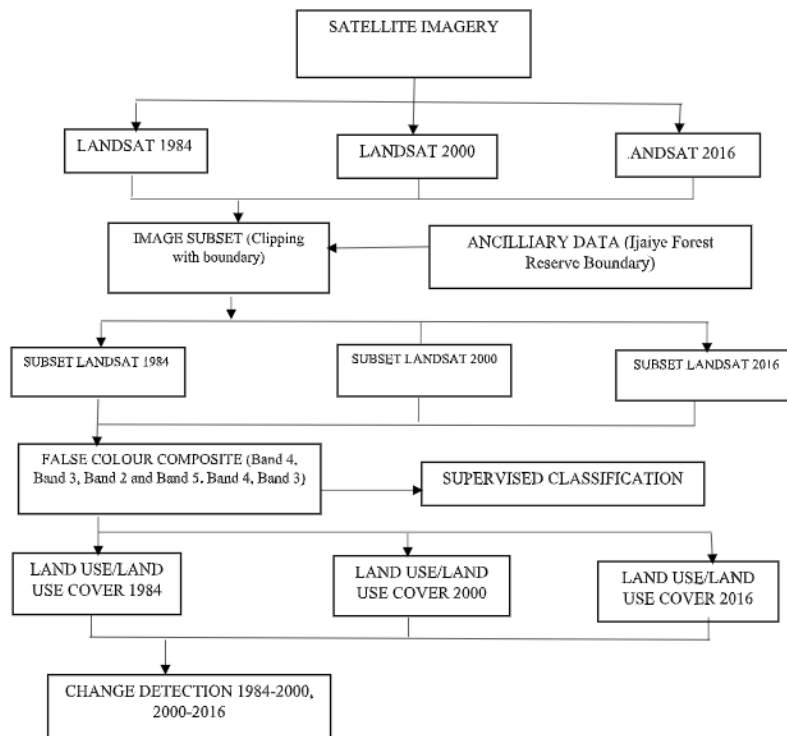 SATELLITE IMAGERY
LANDSAT 1984
LANDSAT 2000
.ANDSAT 2016
IMAGE SUBSET (Clipping
with boundary)
ANCILLIARY DATA (Ijaiye Forest
Reserve Boundary)
SUBSET LANDSAT 1984
SUBSET LANDSAT 2000
SUBSET LANDSAT 2016
FALSE COLOUR COMPOSITE (Band 4,
Band 3, Band 2 and Band 5. Band 4, Band 3)
SUPERVISED CLASSIFICATION
LAND USE/LAND
USE COVER 1984
LAND USE/LAND
USE COVER 2000
LAND USE/LAND
USE COVER 2016
CHANGE DETECTION 1984-2000,
2000-2016